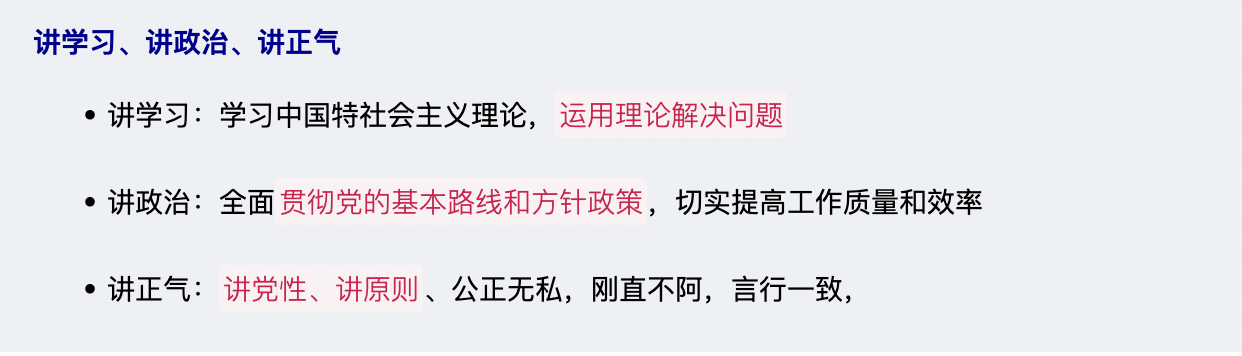 讲学习、讲政治、讲正气
• 讲学习：学习中国特社会主义理论，运用理论解决问题
• 讲政治：全面贯彻党的基本路线和方针政策，切实提高工作质量和效率
• 讲正气：讲党性、讲原则、公正无私，刚直不阿，言行一致，